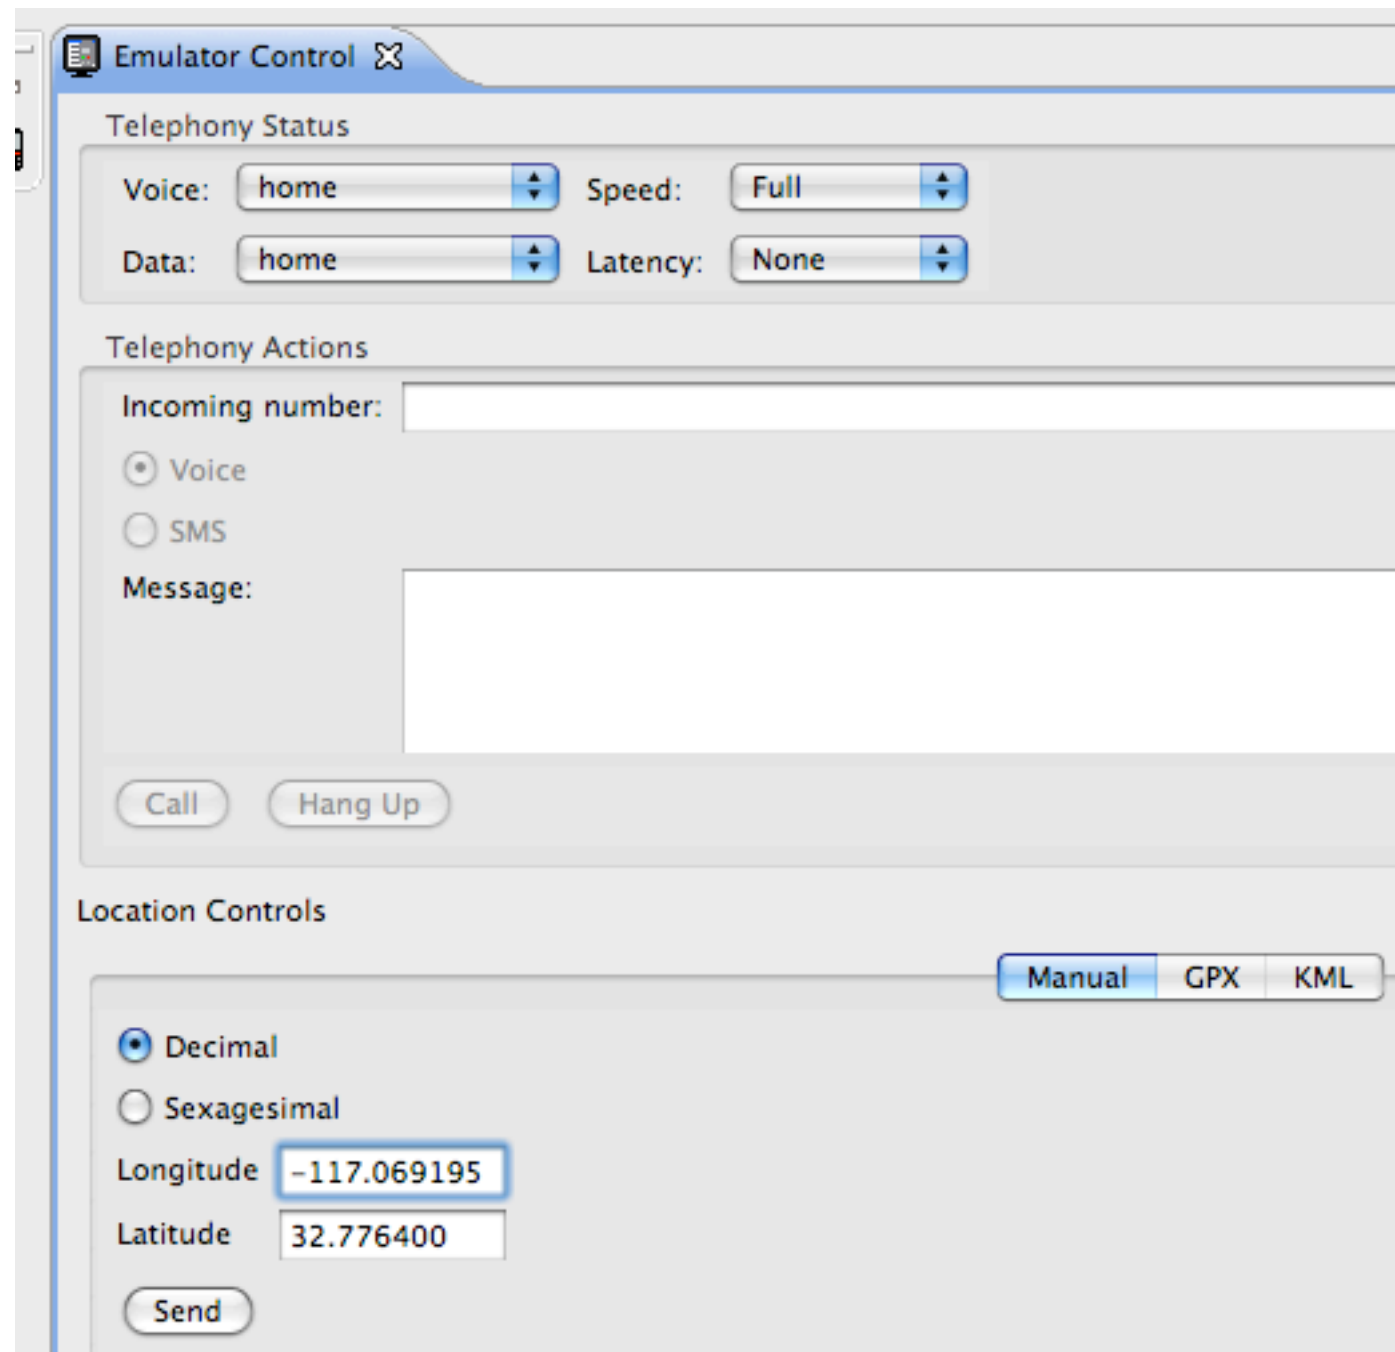 Emulator Control
Telephony Status
Voice: home Speed: Full
Data: home Latency: None
Telephony Actions
Incoming number:
Voice
SMS
Message:
Call Hang Up
Location Controls
Manual GPX KML
Decimal
Sexagesimal
Longitude -117.069195
Latitude 32.776400
Send